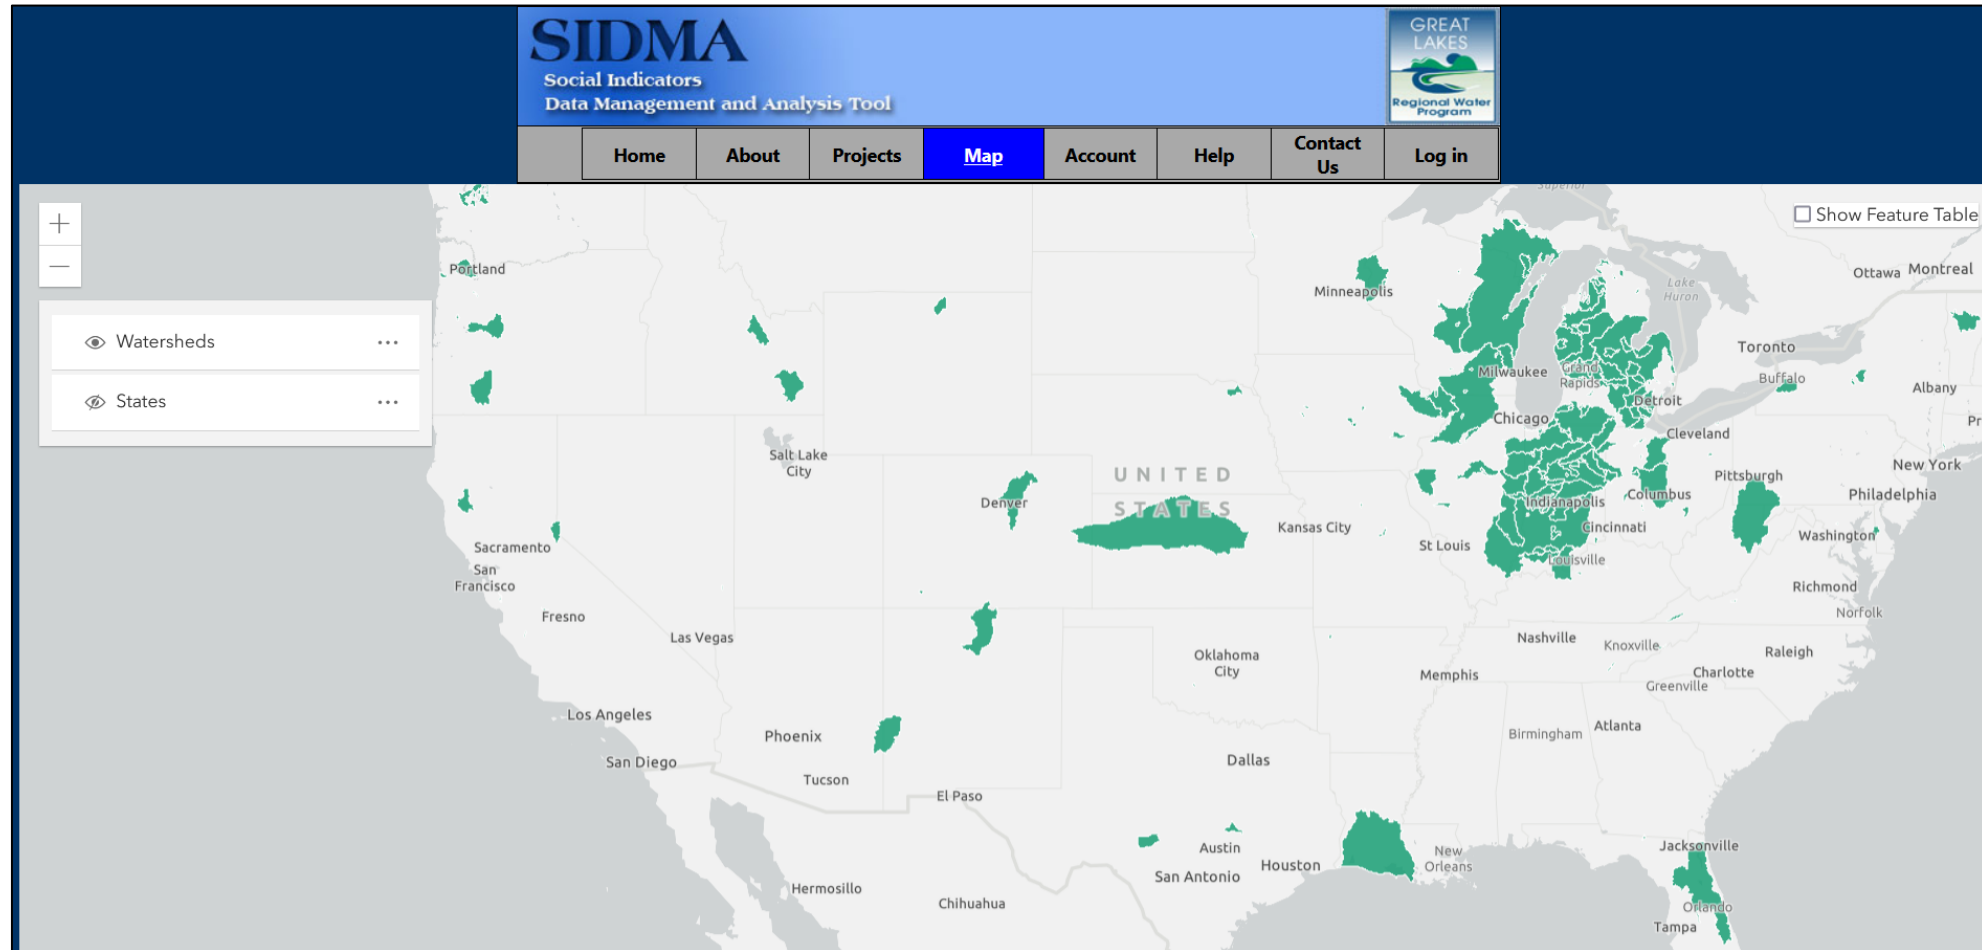 SIDMA
Social Indicators
Data Management and Analysis Tool
GREAT
LAKES
Regional Water
Program
Home
About
Projects
Map
Account
Help
Contact
Us
Log in
Superior
Show Feature Table
Watersheds
States
Portland
Minneapolis
Lake
Huron
Ottawa
Montreal
Toronto
Milwaukee
Grand
Rapids
Buffalo
Albany
Detroit
Chicago
Pr
Cleveland
Salt Lake
City
UNITED
STATES
New York
Pittsburgh
Denver
Indianapolis
Columbus
Philadelphia
Kansas City
Cincinnati
Sacramento
St Louis
Washington
Louisville
San
Francisco
Richmond
Norfolk
Fresno
Las Vegas
Nashville
Knoxville
Raleigh
Oklahoma
City
Memphis
Charlotte
Greenville
Los Angeles
Phoenix
Birmingham
Atlanta
San Diego
Dallas
Tucson
El Paso
Austin
New
Orleans
Jacksonville
Houston
San Antonio
Hermosillo
Chihuahua
Orlando
Tampa